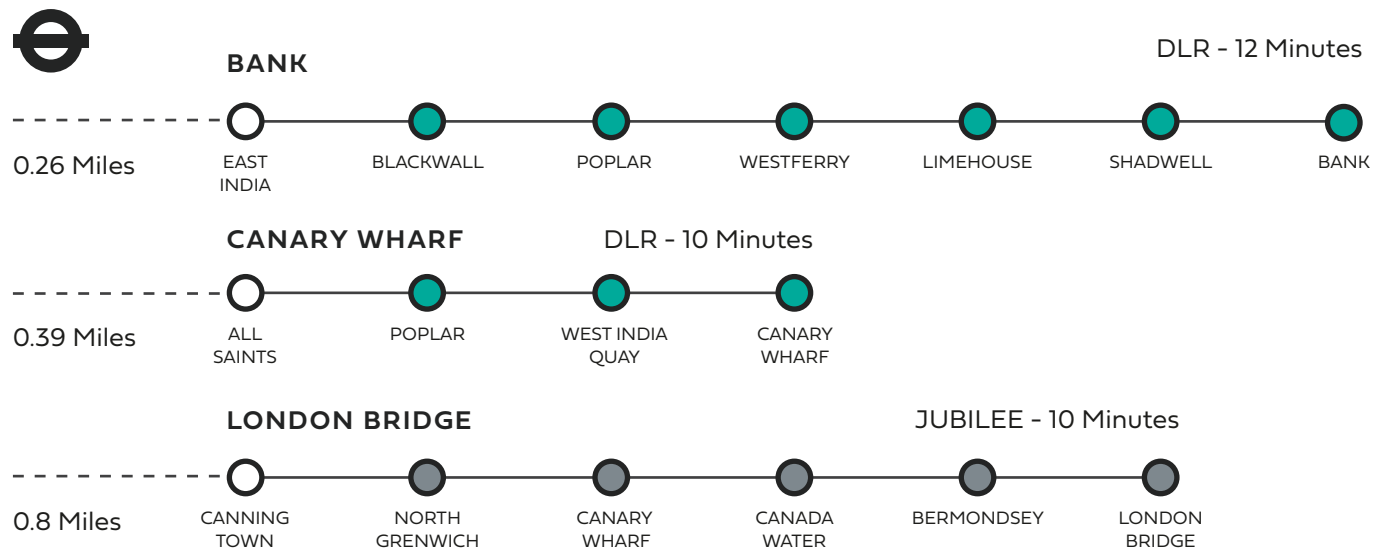 BANK
DLR - 12 Minutes
0.26 Miles
EAST
INDIA
BLACKWALL
POPLAR
WESTFERRY
LIMEHOUSE
SHADWELL
BANK
CANARY WHARF
DLR - 10 Minutes
0.39 Miles
ALL
SAINTS
POPLAR
WEST INDIA
QUAY
CANARY
WHARF
LONDON BRIDGE
JUBILEE - 10 Minutes
0.8 Miles
CANNING
TOWN
NORTH
GRENWICH
CANARY
WHARF
CANADA
WATER
BERMONDSEY
LONDON
BRIDGE